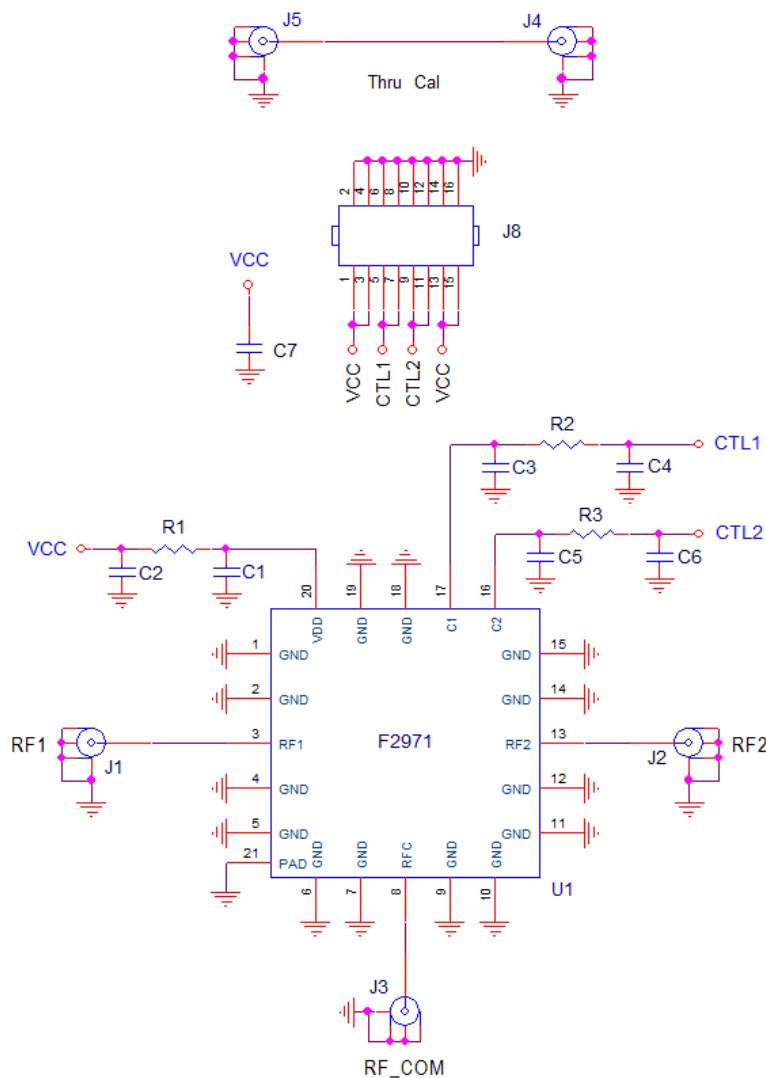 J5 J4
Thru Cal
2 4 6 8 10 12 14 16
J8
1 3 5 7 9 11 13 15
VCC
C7
VCC CTL1 CTL2 VCC
R2
CTL1
C3 C4
R1 R3
VCC CTL2
C2 C1 C5 C6
20 19 18 17 16
VDD GND GND C1 C2
1 GND GND 15
2 GND GND 14
RF1 J1 3 RF1 F2971 RF2 13 J2 RF2
4 GND GND 12
5 GND GND 11
21 PAD GND GND RFC GND GND
6 7 8 9 10 U1
J3
RF_COM